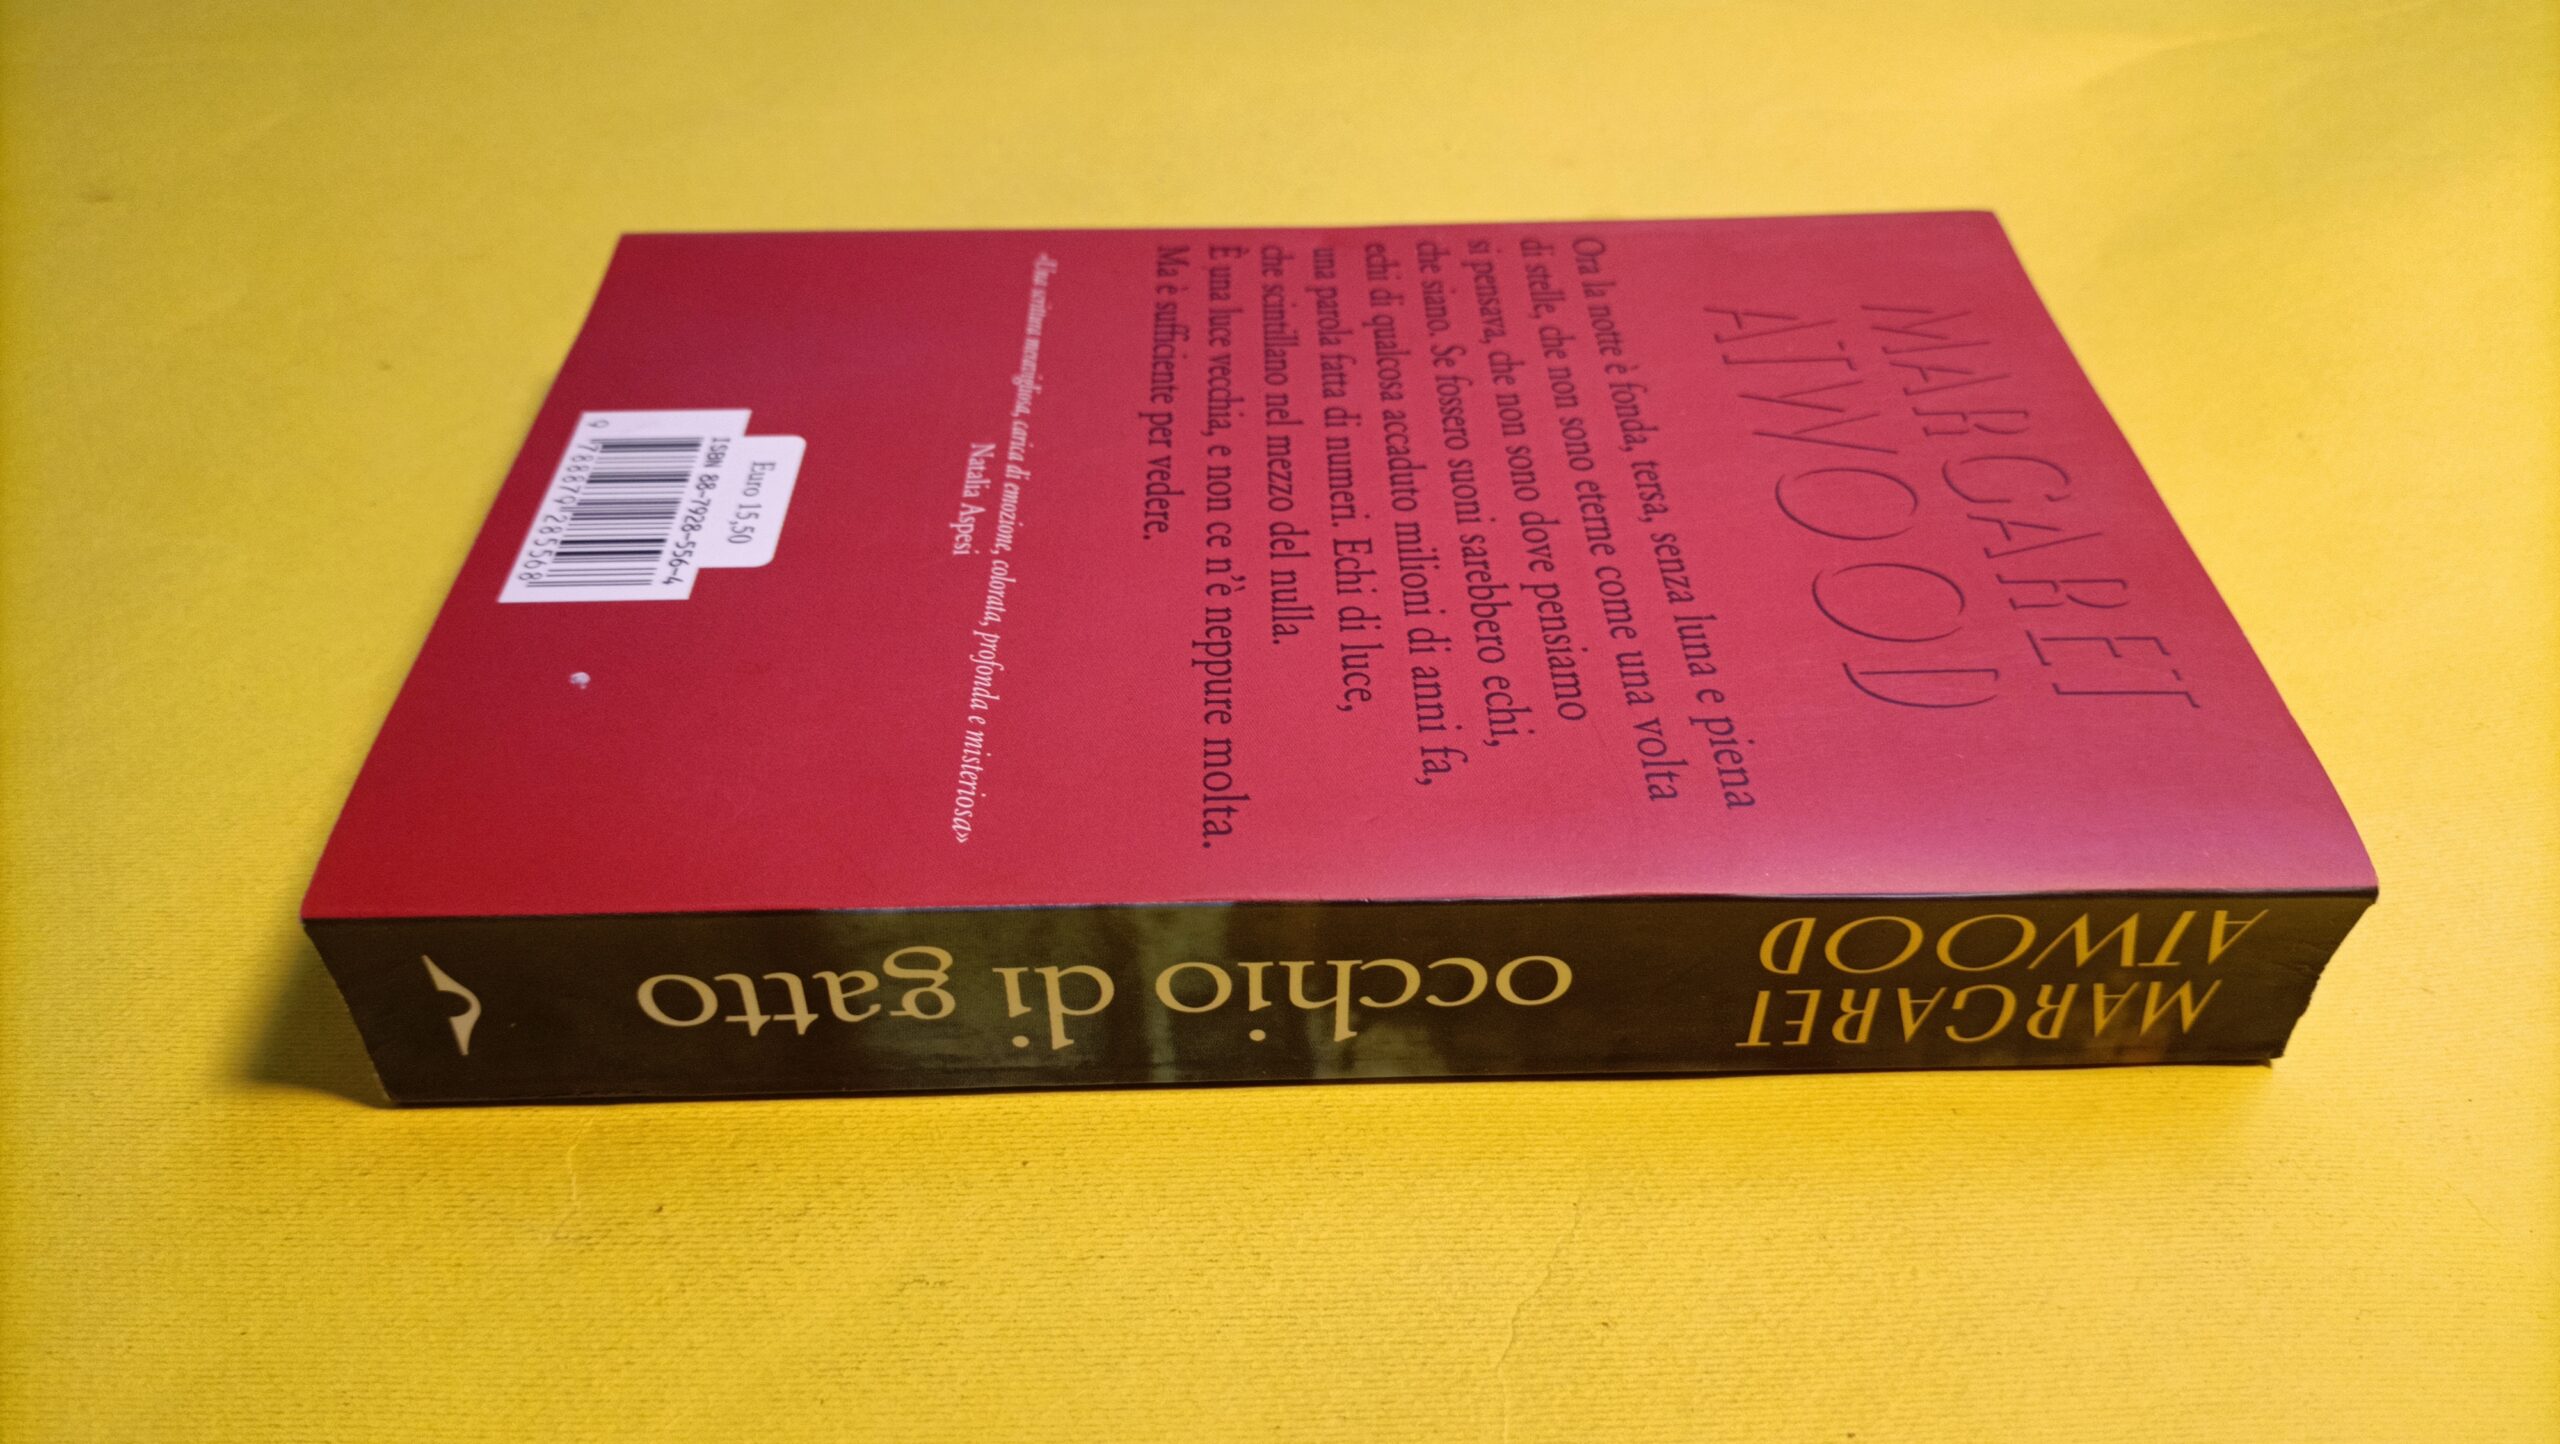 MARGARET
ATWOOD
Ora la notte è fonda, tersa, senza luna e piena
di stelle, che non sono eterne come una volta
si pensava, che non sono dove pensiamo
che siano. Se fossero suoni sarebbero echi,
echi di qualcosa accaduto milioni di anni fa,
una parola fatta di numeri. Echi di luce,
che scintillano nel mezzo del nulla.
È una luce vecchia, e non ce n'è neppure molta.
Ma è sufficiente per vedere.
«Una scrittura meravigliosa, carica di emozione, colorata, profonda e misteriosa»
Natalia Aspesi
Euro 15,50
ISBN 88-7928-556-4
9 788879 285568
MARGARET
ATWOOD
occhio di gatto